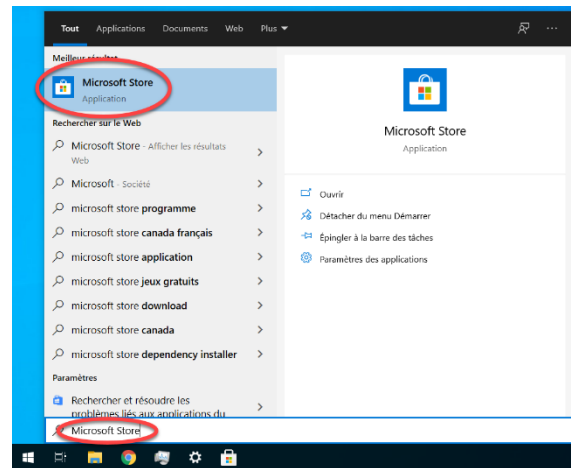 Tout Applications Documents Web Plus
Meilleur résultat
Microsoft Store
Application
Rechercher sur le Web
Microsoft Store - Afficher les résultats
Web
Microsoft - Société
microsoft store programme
microsoft store canada français
microsoft store application
microsoft store jeux gratuits
microsoft store download
microsoft store canada
microsoft store dependency installer
Paramètres
Rechercher et résoudre les
problèmes liés aux applications du
Microsoft Store
Microsoft Store
Application
Ouvrir
Détacher du menu Démarrer
Épingler à la barre des tâches
Paramètres des applications